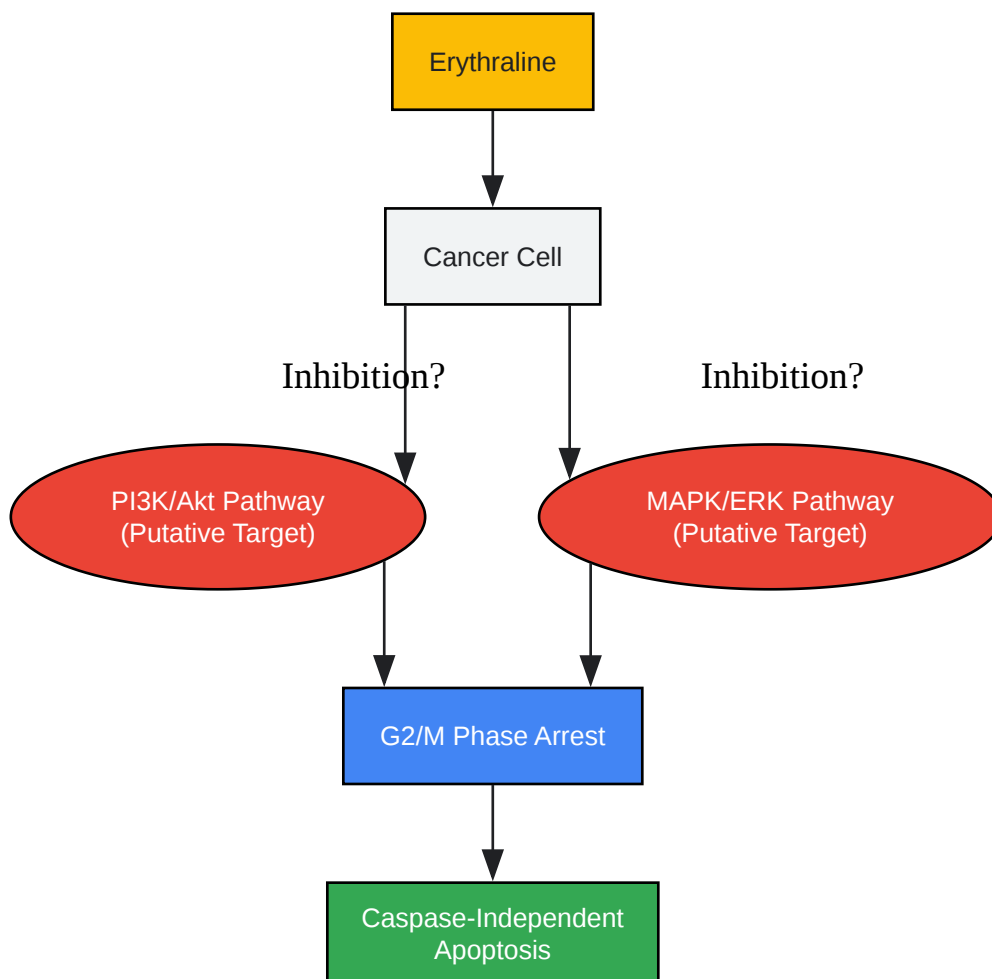 Erythraline
Cancer Cell
Inhibition?
Inhibition?
PI3K/Akt Pathway
(Putative Target)
MAPK/ERK Pathway
(Putative Target)
G2/M Phase Arrest
Caspase-Independent
Apoptosis